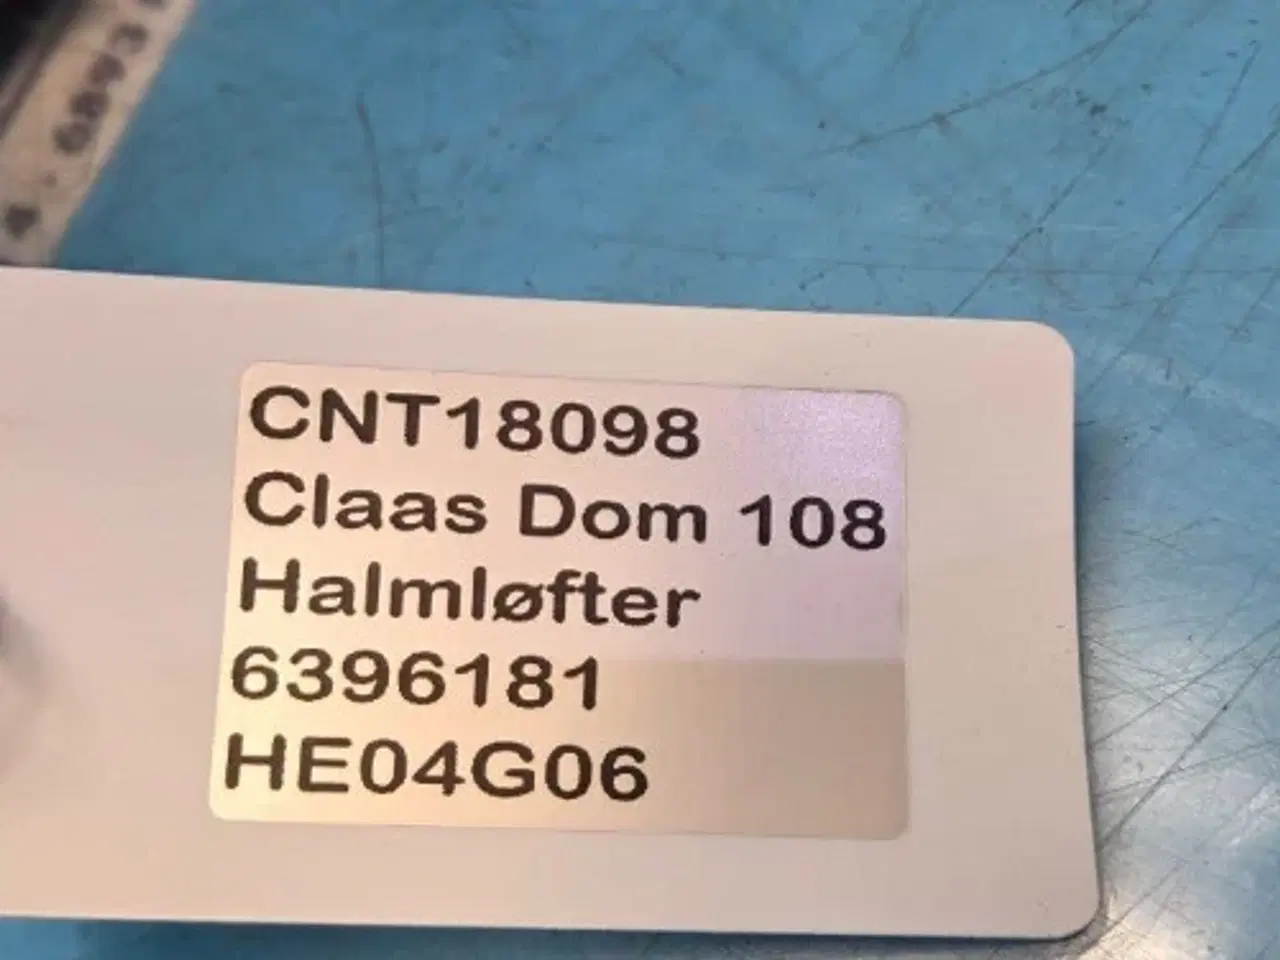 CNT18098
Claas Dom 108
Halmløfter
6396181
HE04G06